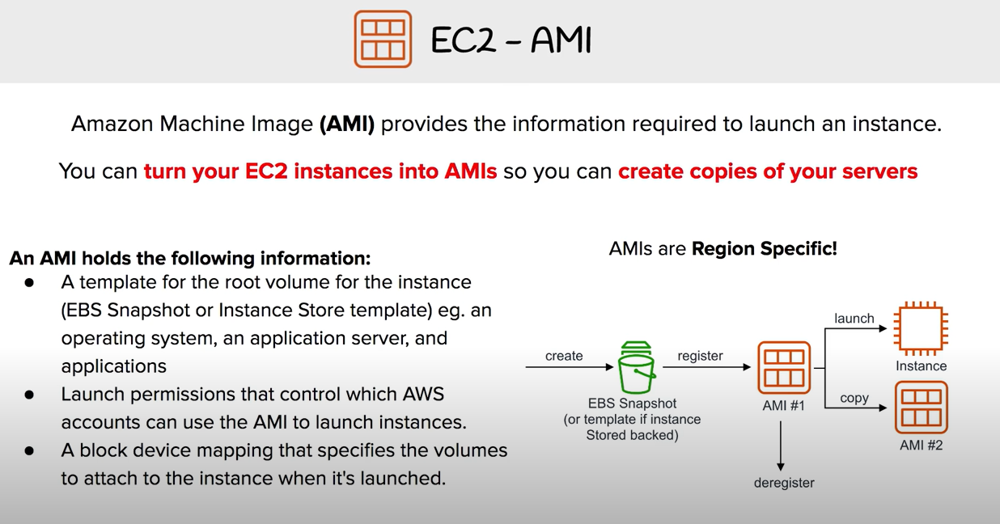 EC2 - AMI
Amazon Machine Image (AMI) provides the information required to launch an instance.
You can turn your EC2 instances into AMIs so you can create copies of your servers
An AMI holds the following information:
● A template for the root volume for the instance
(EBS Snapshot or Instance Store template) eg. an
operating system, an application server, and
applications
● Launch permissions that control which AWS
accounts can use the AMI to launch instances.
● A block device mapping that specifies the volumes
to attach to the instance when it's launched.
AMIs are Region Specific!
create
EBS Snapshot
(or template if instance
Stored backed)
register
AMI #1
launch
Instance
copy
AMI #2
deregister